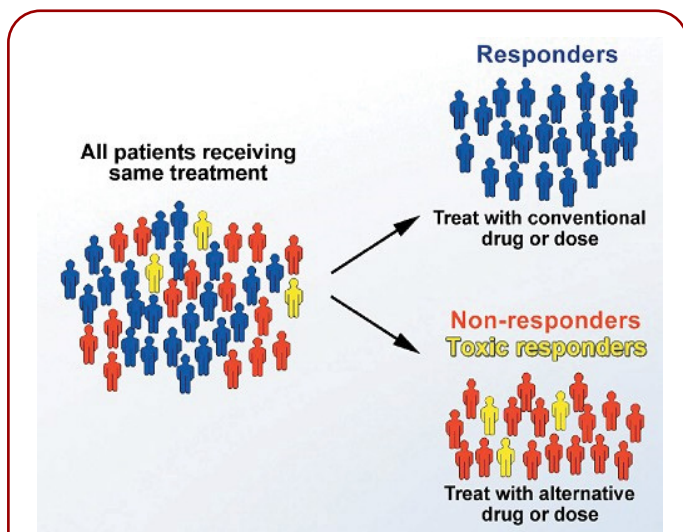 All patients receiving
same treatment
Responders
Treat with conventional
drug or dose
Non-responders
Toxic responders
Treat with alternative
drug or dose